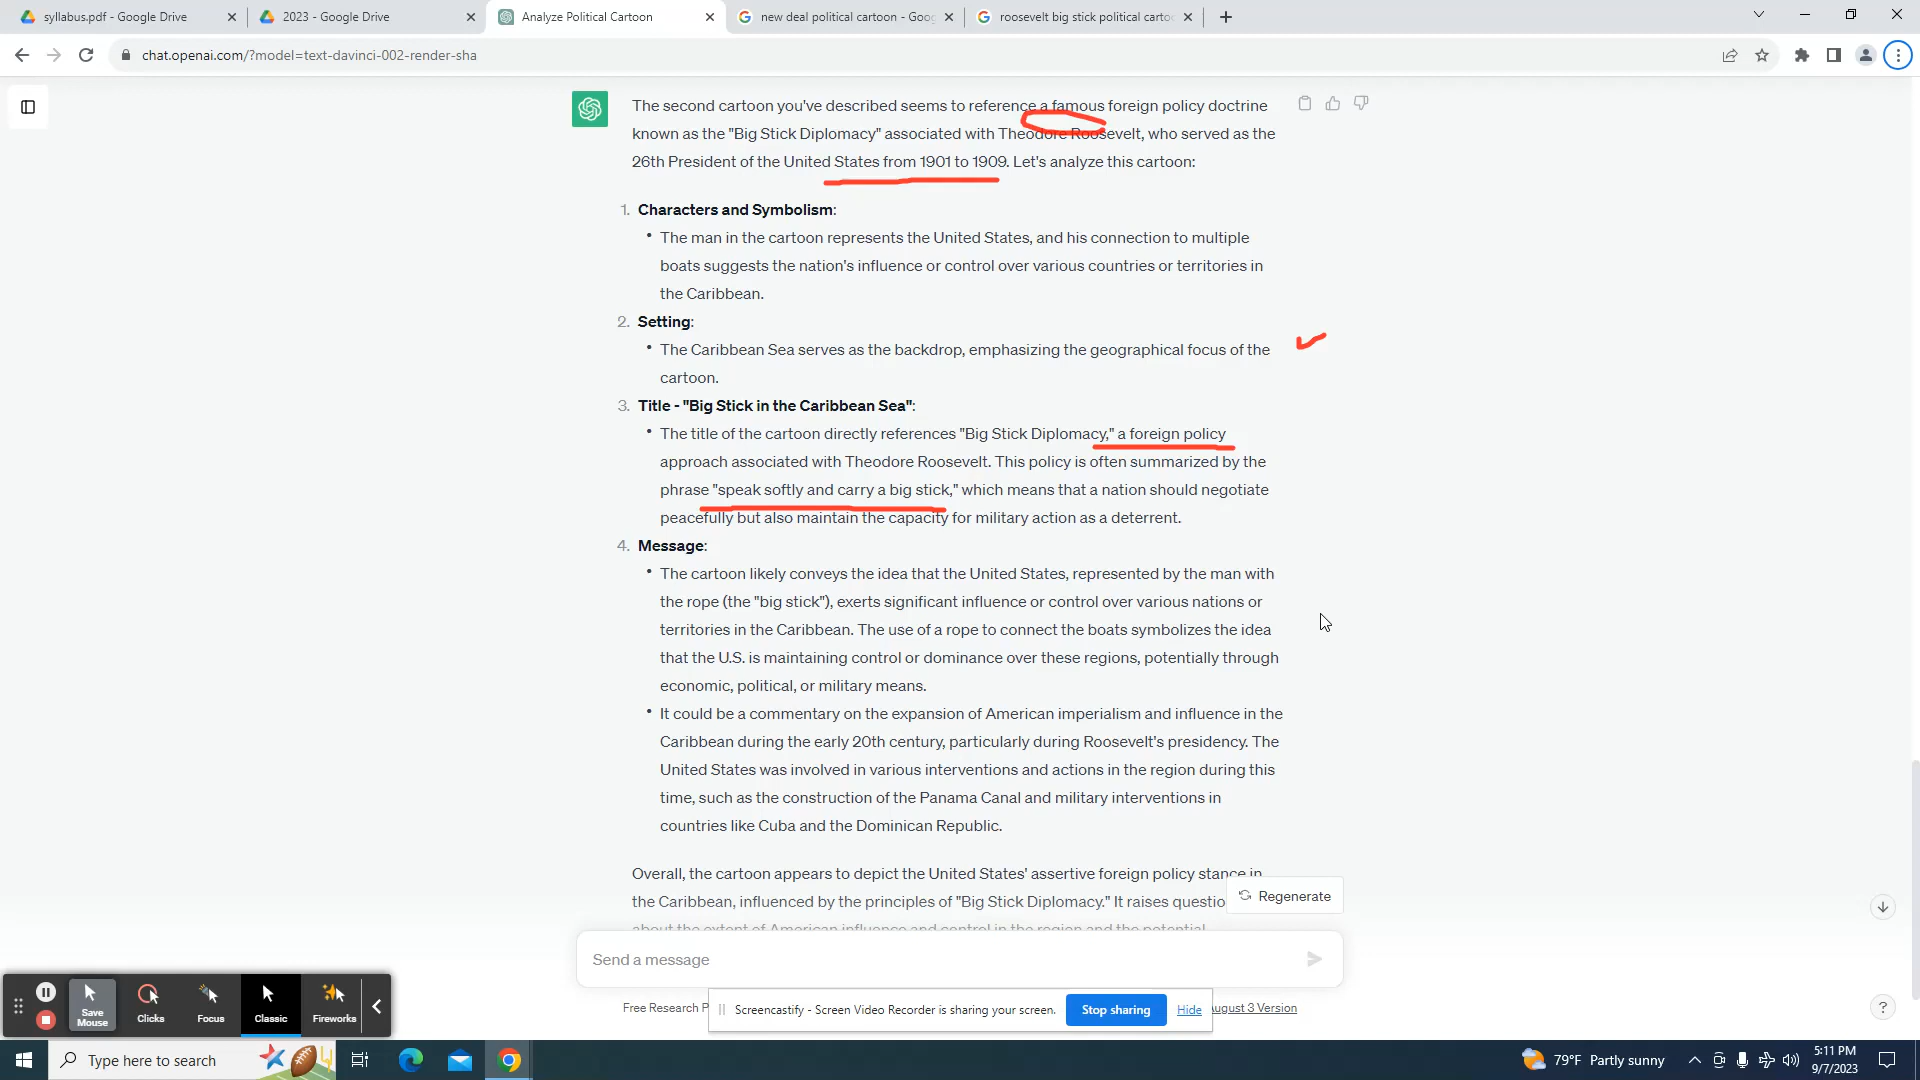 syllabus.pdf - Google Drive
2023 - Google Drive
Analyze Political Cartoon
new deal political cartoon - Goo
roosevelt big stick political carto
chat.openai.com/?model=text-davinci-002-render-sha
The second cartoon you've described seems to reference a famous foreign policy doctrine
known as the "Big Stick Diplomacy" associated with Theodore Roosevelt, who served as the
26th President of the United States from 1901 to 1909. Let's analyze this cartoon:
1. Characters and Symbolism:
• The man in the cartoon represents the United States, and his connection to multiple
boats suggests the nation's influence or control over various countries or territories in
the Caribbean.
2. Setting:
• The Caribbean Sea serves as the backdrop, emphasizing the geographical focus of the
cartoon.
3. Title - "Big Stick in the Caribbean Sea":
• The title of the cartoon directly references "Big Stick Diplomacy," a foreign policy
approach associated with Theodore Roosevelt. This policy is often summarized by the
phrase "speak softly and carry a big stick," which means that a nation should negotiate
peacefully but also maintain the capacity for military action as a deterrent.
4. Message:
• The cartoon likely conveys the idea that the United States, represented by the man with
the rope (the "big stick"), exerts significant influence or control over various nations or
territories in the Caribbean. The use of a rope to connect the boats symbolizes the idea
that the U.S. is maintaining control or dominance over these regions, potentially through
economic, political, or military means.
• It could be a commentary on the expansion of American imperialism and influence in the
Caribbean during the early 20th century, particularly during Roosevelt's presidency. The
United States was involved in various interventions and actions in the region during this
time, such as the construction of the Panama Canal and military interventions in
countries like Cuba and the Dominican Republic.
Overall, the cartoon appears to depict the United States' assertive foreign policy stance in
the Caribbean, influenced by the principles of "Big Stick Diplomacy." It raises questio
about the extent of American influence and control in the region and the potential
Regenerate
Send a message
Free Research P
August 3 Version
Screencastify - Screen Video Recorder is sharing your screen.
Stop sharing
Hide
?
Save Mouse
Clicks
Focus
Classic
Fireworks
Type here to search
79°F Partly sunny
5:11 PM
9/7/2023